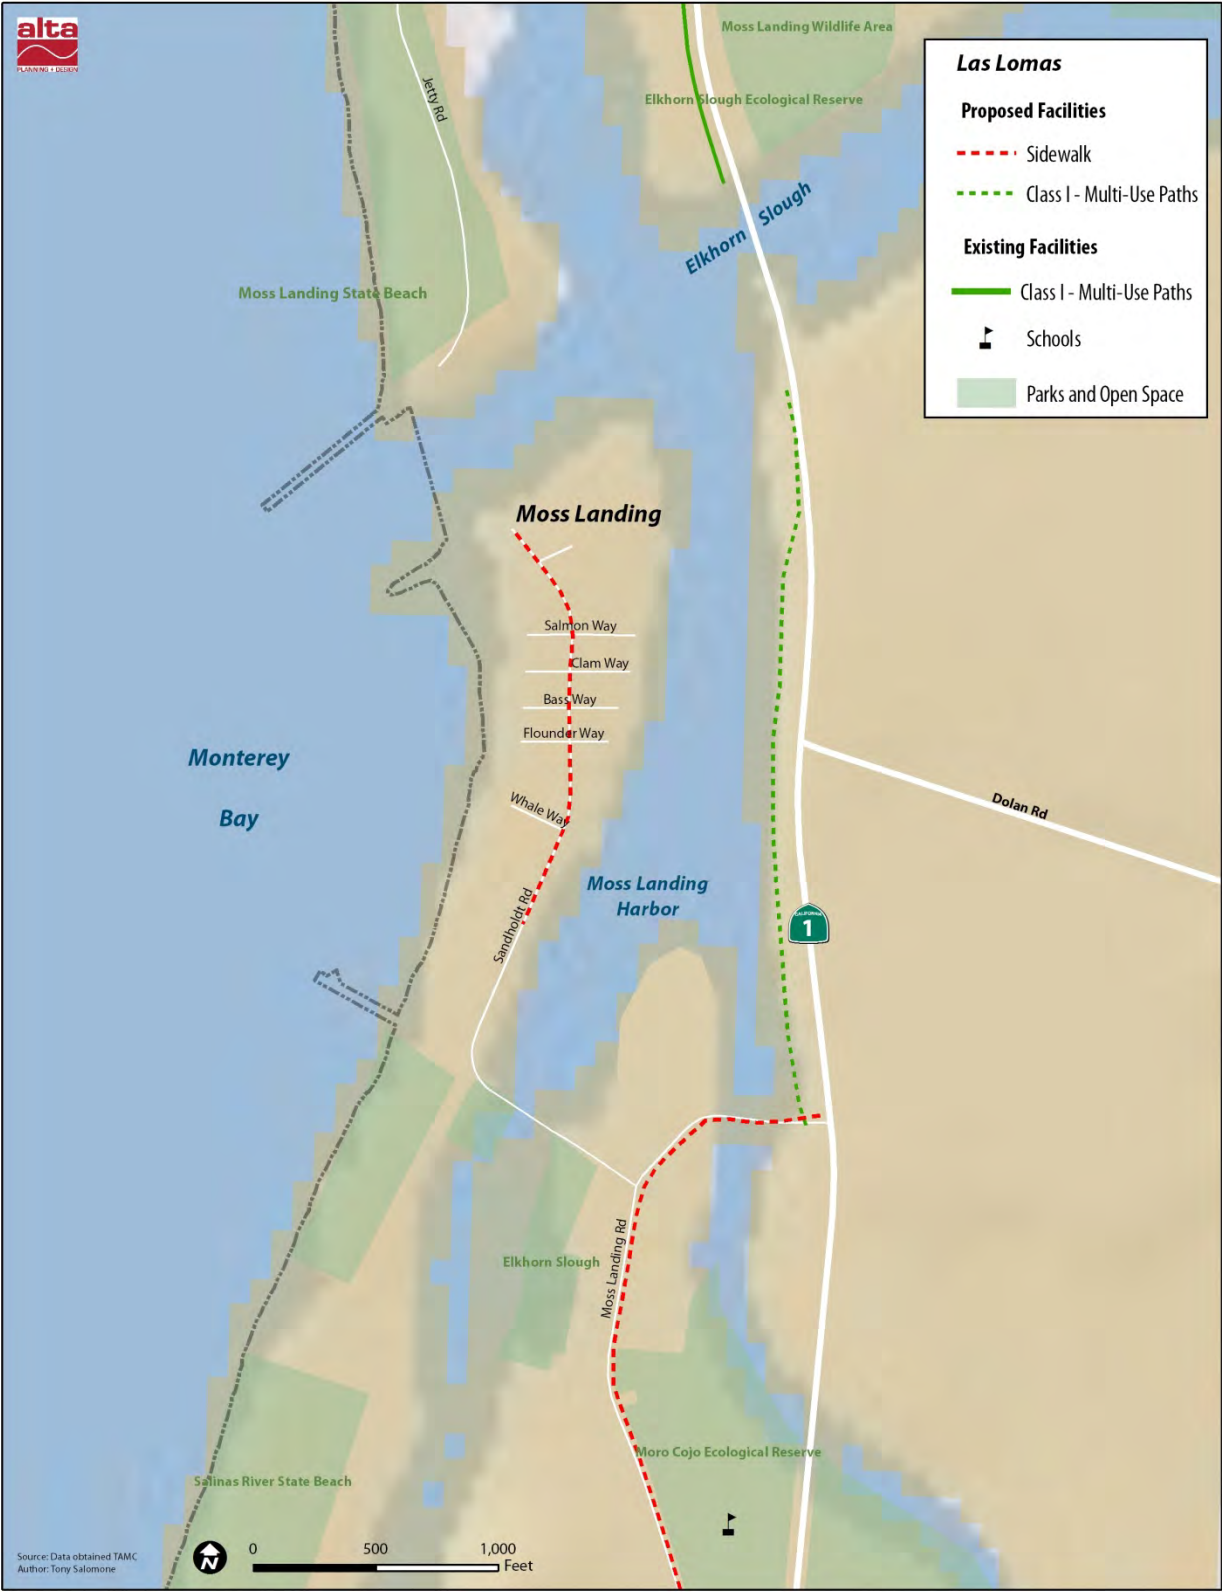 alta
PLANNING + DESIGN
Moss Landing Wildlife Area
Las Lomas
Proposed Facilities
Sidewalk
Class I - Multi-Use Paths
Existing Facilities
Class I - Multi-Use Paths
Schools
Parks and Open Space
Jetty Rd
Elkhorn Slough Ecological Reserve
Elkhorn Slough
Moss Landing State Beach
Moss Landing
Salmon Way
Clam Way
Bass Way
Flounder Way
Monterey
Bay
Whale Way
Dolan Rd
Moss Landing
Harbor
Sandholdt Rd
CALIFORNIA
1
Moss Landing Rd
Elkhorn Slough
Moro Cojo Ecological Reserve
Salinas River State Beach
N
0 500 1,000
Feet
Source: Data obtained TAMC
Author: Tony Salomone